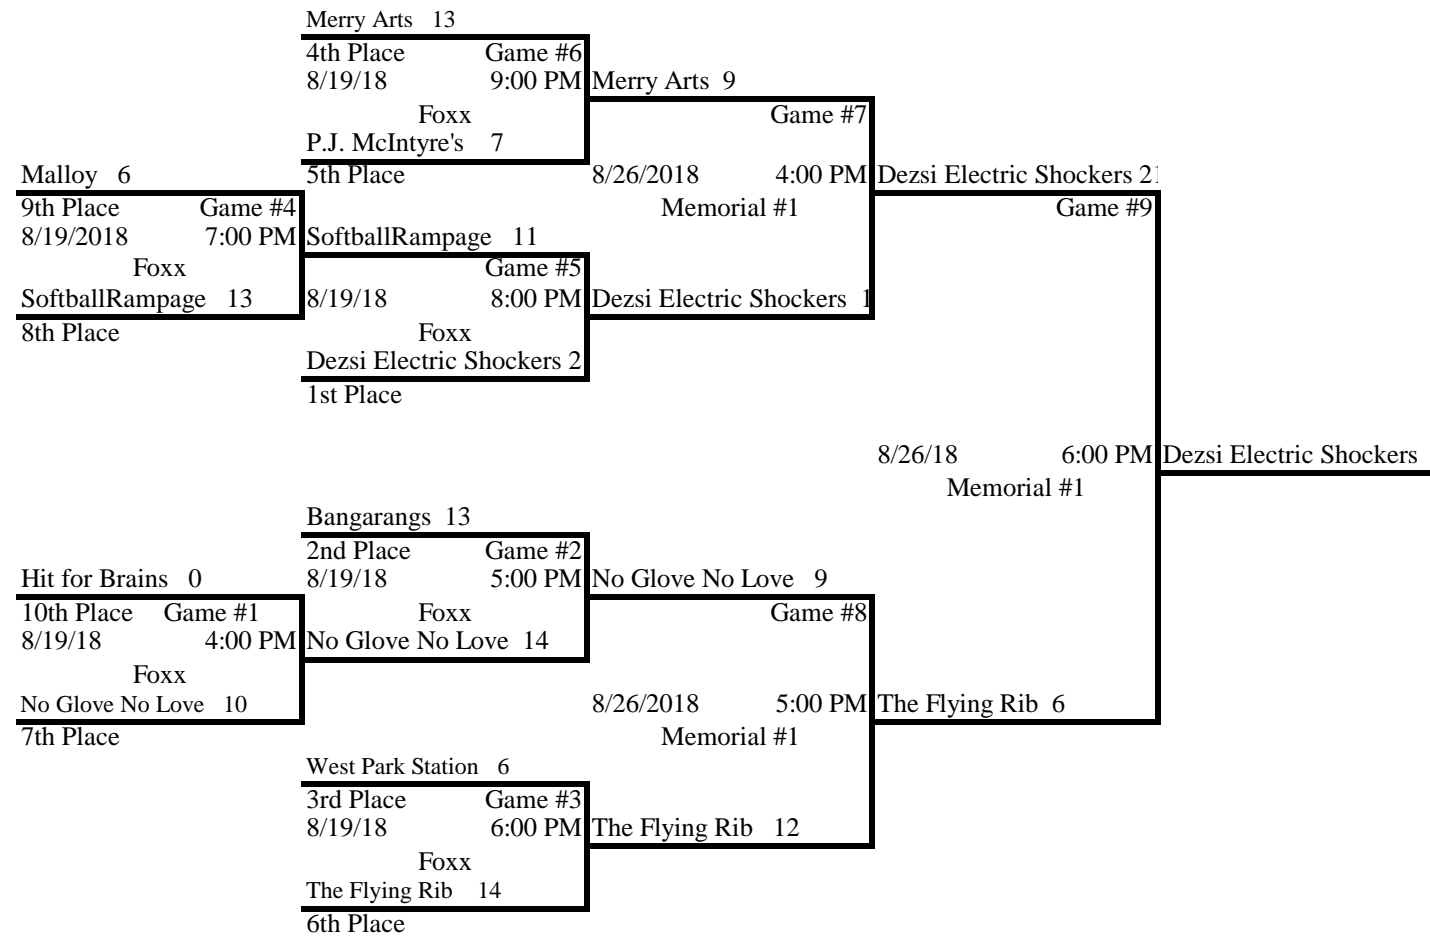 Merry Arts 13
4th Place Game #6
8/19/18 9:00 PM Merry Arts 9
Foxx Game #7
P.J. McIntyre's 7
Malloy 6 5th Place 8/26/2018 4:00 PM Dezsi Electric Shockers 21
9th Place Game #4 Memorial #1 Game #9
8/19/2018 7:00 PM SoftballRampage 11
Foxx Game #5
SoftballRampage 13 8/19/18 8:00 PM Dezsi Electric Shockers 1
8th Place Foxx
Dezsi Electric Shockers 2
1st Place
8/26/18 6:00 PM Dezsi Electric Shockers
Memorial #1
Bangarangs 13
2nd Place Game #2
Hit for Brains 0 8/19/18 5:00 PM No Glove No Love 9
10th Place Game #1 Foxx Game #8
8/19/18 4:00 PM No Glove No Love 14
Foxx
No Glove No Love 10 8/26/2018 5:00 PM The Flying Rib 6
7th Place Memorial #1
West Park Station 6
3rd Place Game #3
8/19/18 6:00 PM The Flying Rib 12
Foxx
The Flying Rib 14
6th Place